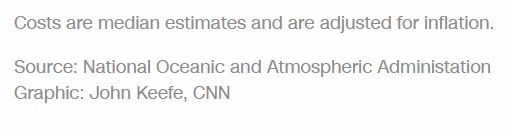 Costs are median estimates and are adjusted for inflation.
Source: National Oceanic and Atmospheric Administation
Graphic: John Keefe, CNN